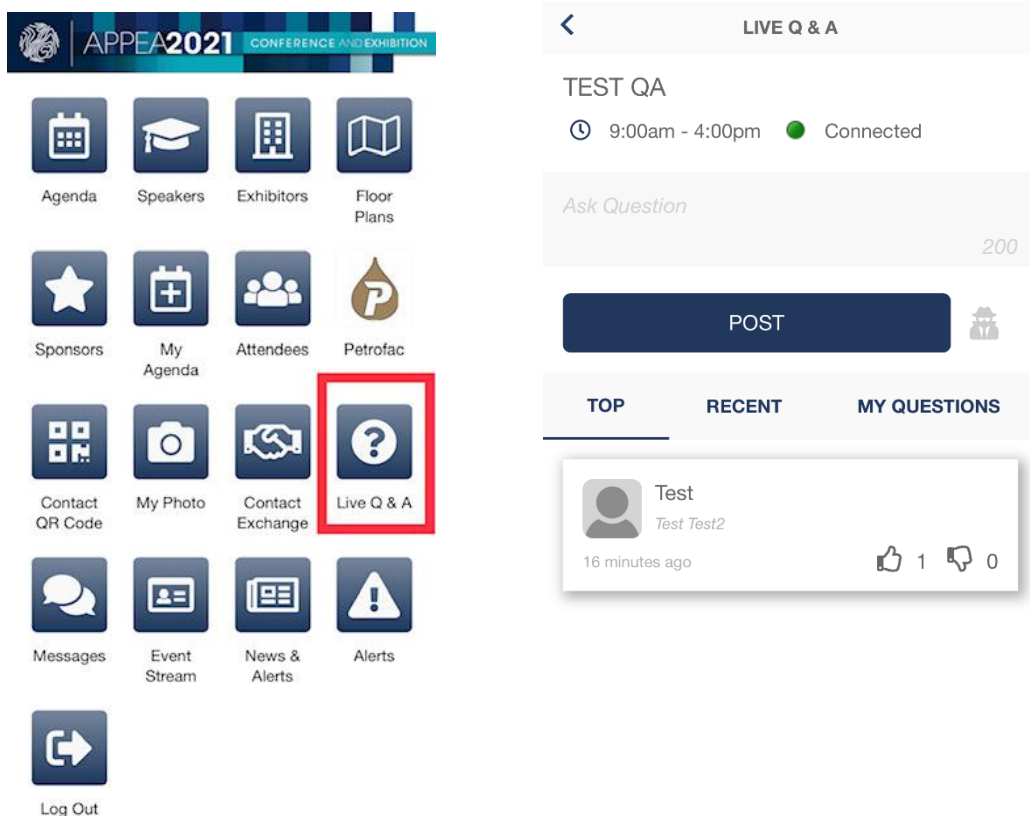 APPEA2021 CONFERENCE AND EXHIBITION
Agenda
Speakers
Exhibitors
Floor
Plans
Sponsors
My
Agenda
Attendees
Petrofac
Contact
QR Code
My Photo
Contact
Exchange
Live Q & A
Messages
Event
Stream
News &
Alerts
Alerts
Log Out
LIVE Q & A
TEST QA
9:00am - 4:00pm Connected
Ask Question
200
POST
TOP RECENT MY QUESTIONS
Test
Test Test2
16 minutes ago 1 0